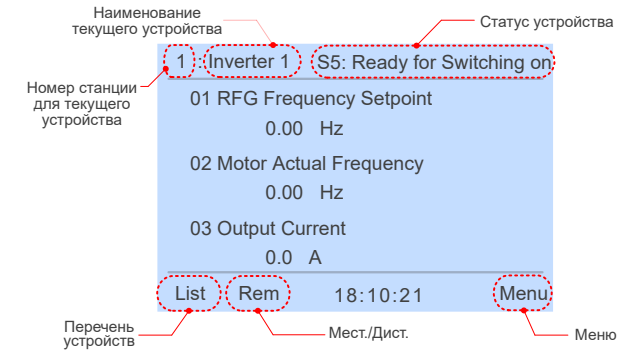 Наименование
текущего устройства
Статус устройства
1 : Inverter 1 S5: Ready for Switching on
Номер станции
для текущего
устройства
01 RFG Frequency Setpoint
0.00 Hz
02 Motor Actual Frequency
0.00 Hz
03 Output Current
0.0 A
List Rem 18:10:21 Menu
Перечень
устройств
Мест./Дист.
Меню